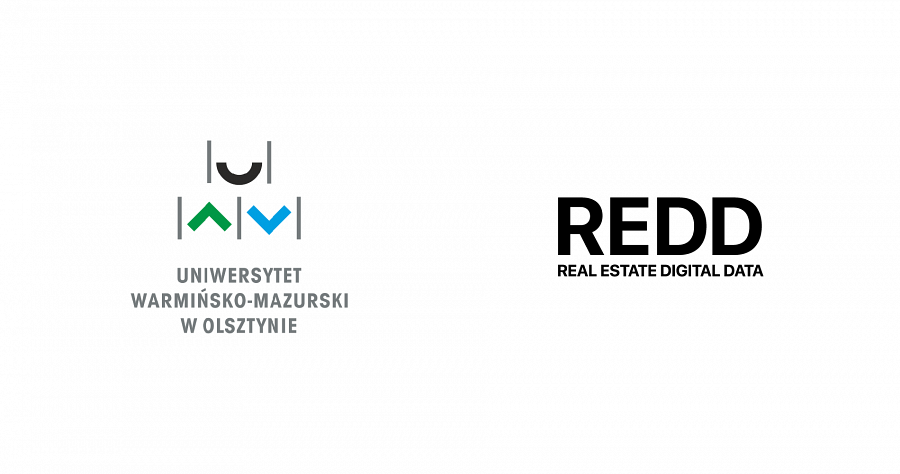 UNIWERSYTET
WARMIŃSKO-MAZURSKI
W OLSZTYNIE
REDD
REAL ESTATE DIGITAL DATA